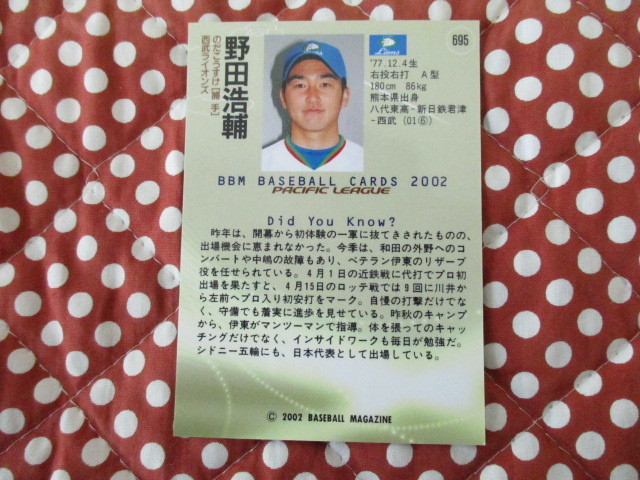 695
野田浩輔
のだこうすけ [捕手]
西武ライオンズ
Lions
'77.12.4生
右投右打 A型
180cm 86kg
熊本県出身
八代東高-新日鉄君津
-西武 (01⑥)
BBM BASEBALL CARDS 2002
PACIFIC LEAGUE
Did You Know?
昨年は、開幕から初体験の一軍に抜てきされたものの、
出場機会に恵まれなかった。今季は、和田の外野へのコ
ンバートや中嶋の故障もあり、ベテラン伊東のリザーブ
役を任せられている。4月1日の近鉄戦に代打でプロ初
出場を果たすと、4月15日のロッテ戦では9回に川井か
ら左前へプロ入り初安打をマーク。自慢の打撃だけでな
く、守備でも着実に進歩を見せている。昨秋のキャンプ
から、伊東がマンツーマンで指導。体を張ってのキャッ
チングだけでなく、インサイドワークも毎日が勉強だ。
シドニー五輪にも、日本代表として出場している。
© 2002 BASEBALL MAGAZINE